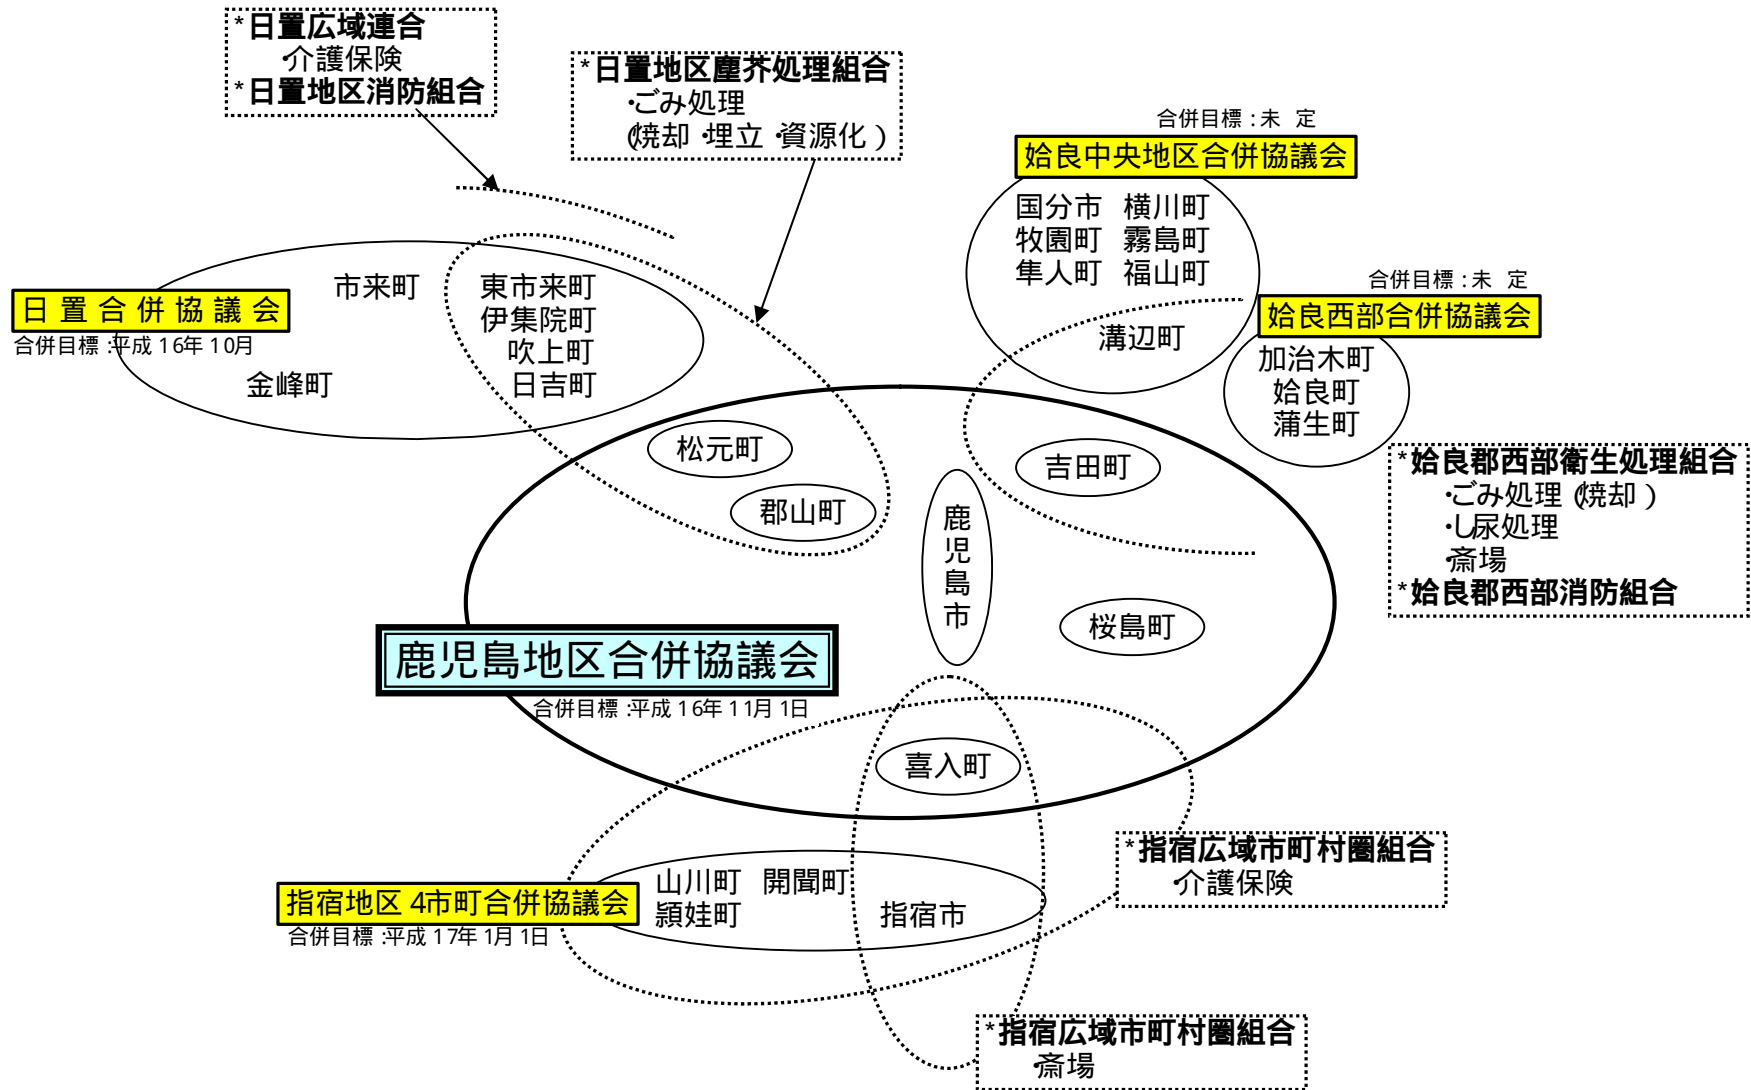 *日置広域連合
・介護保険
*日置地区消防組合
*日置地区塵芥処理組合
・ごみ処理
(焼却・埋立・資源化)
合併目標:未 定
姶良中央地区合併協議会
国分市 横川町
牧園町 霧島町
隼人町 福山町
溝辺町
合併目標:未 定
姶良西部合併協議会
加治木町
姶良町
蒲生町
*姶良郡西部衛生処理組合
・ごみ処理(焼却)
・し尿処理
・斎場
*姶良郡西部消防組合
日置合併協議会
合併目標:平成16年10月
市来町
金峰町
東市来町
伊集院町
吹上町
日吉町
松元町
郡山町
吉田町
鹿児島市
桜島町
鹿児島地区合併協議会
合併目標:平成16年11月1日
喜入町
*指宿広域市町村圏組合
・介護保険
指宿地区4市町合併協議会
合併目標:平成17年1月1日
山川町 開聞町
頴娃町
指宿市
*指宿広域市町村圏組合
・斎場